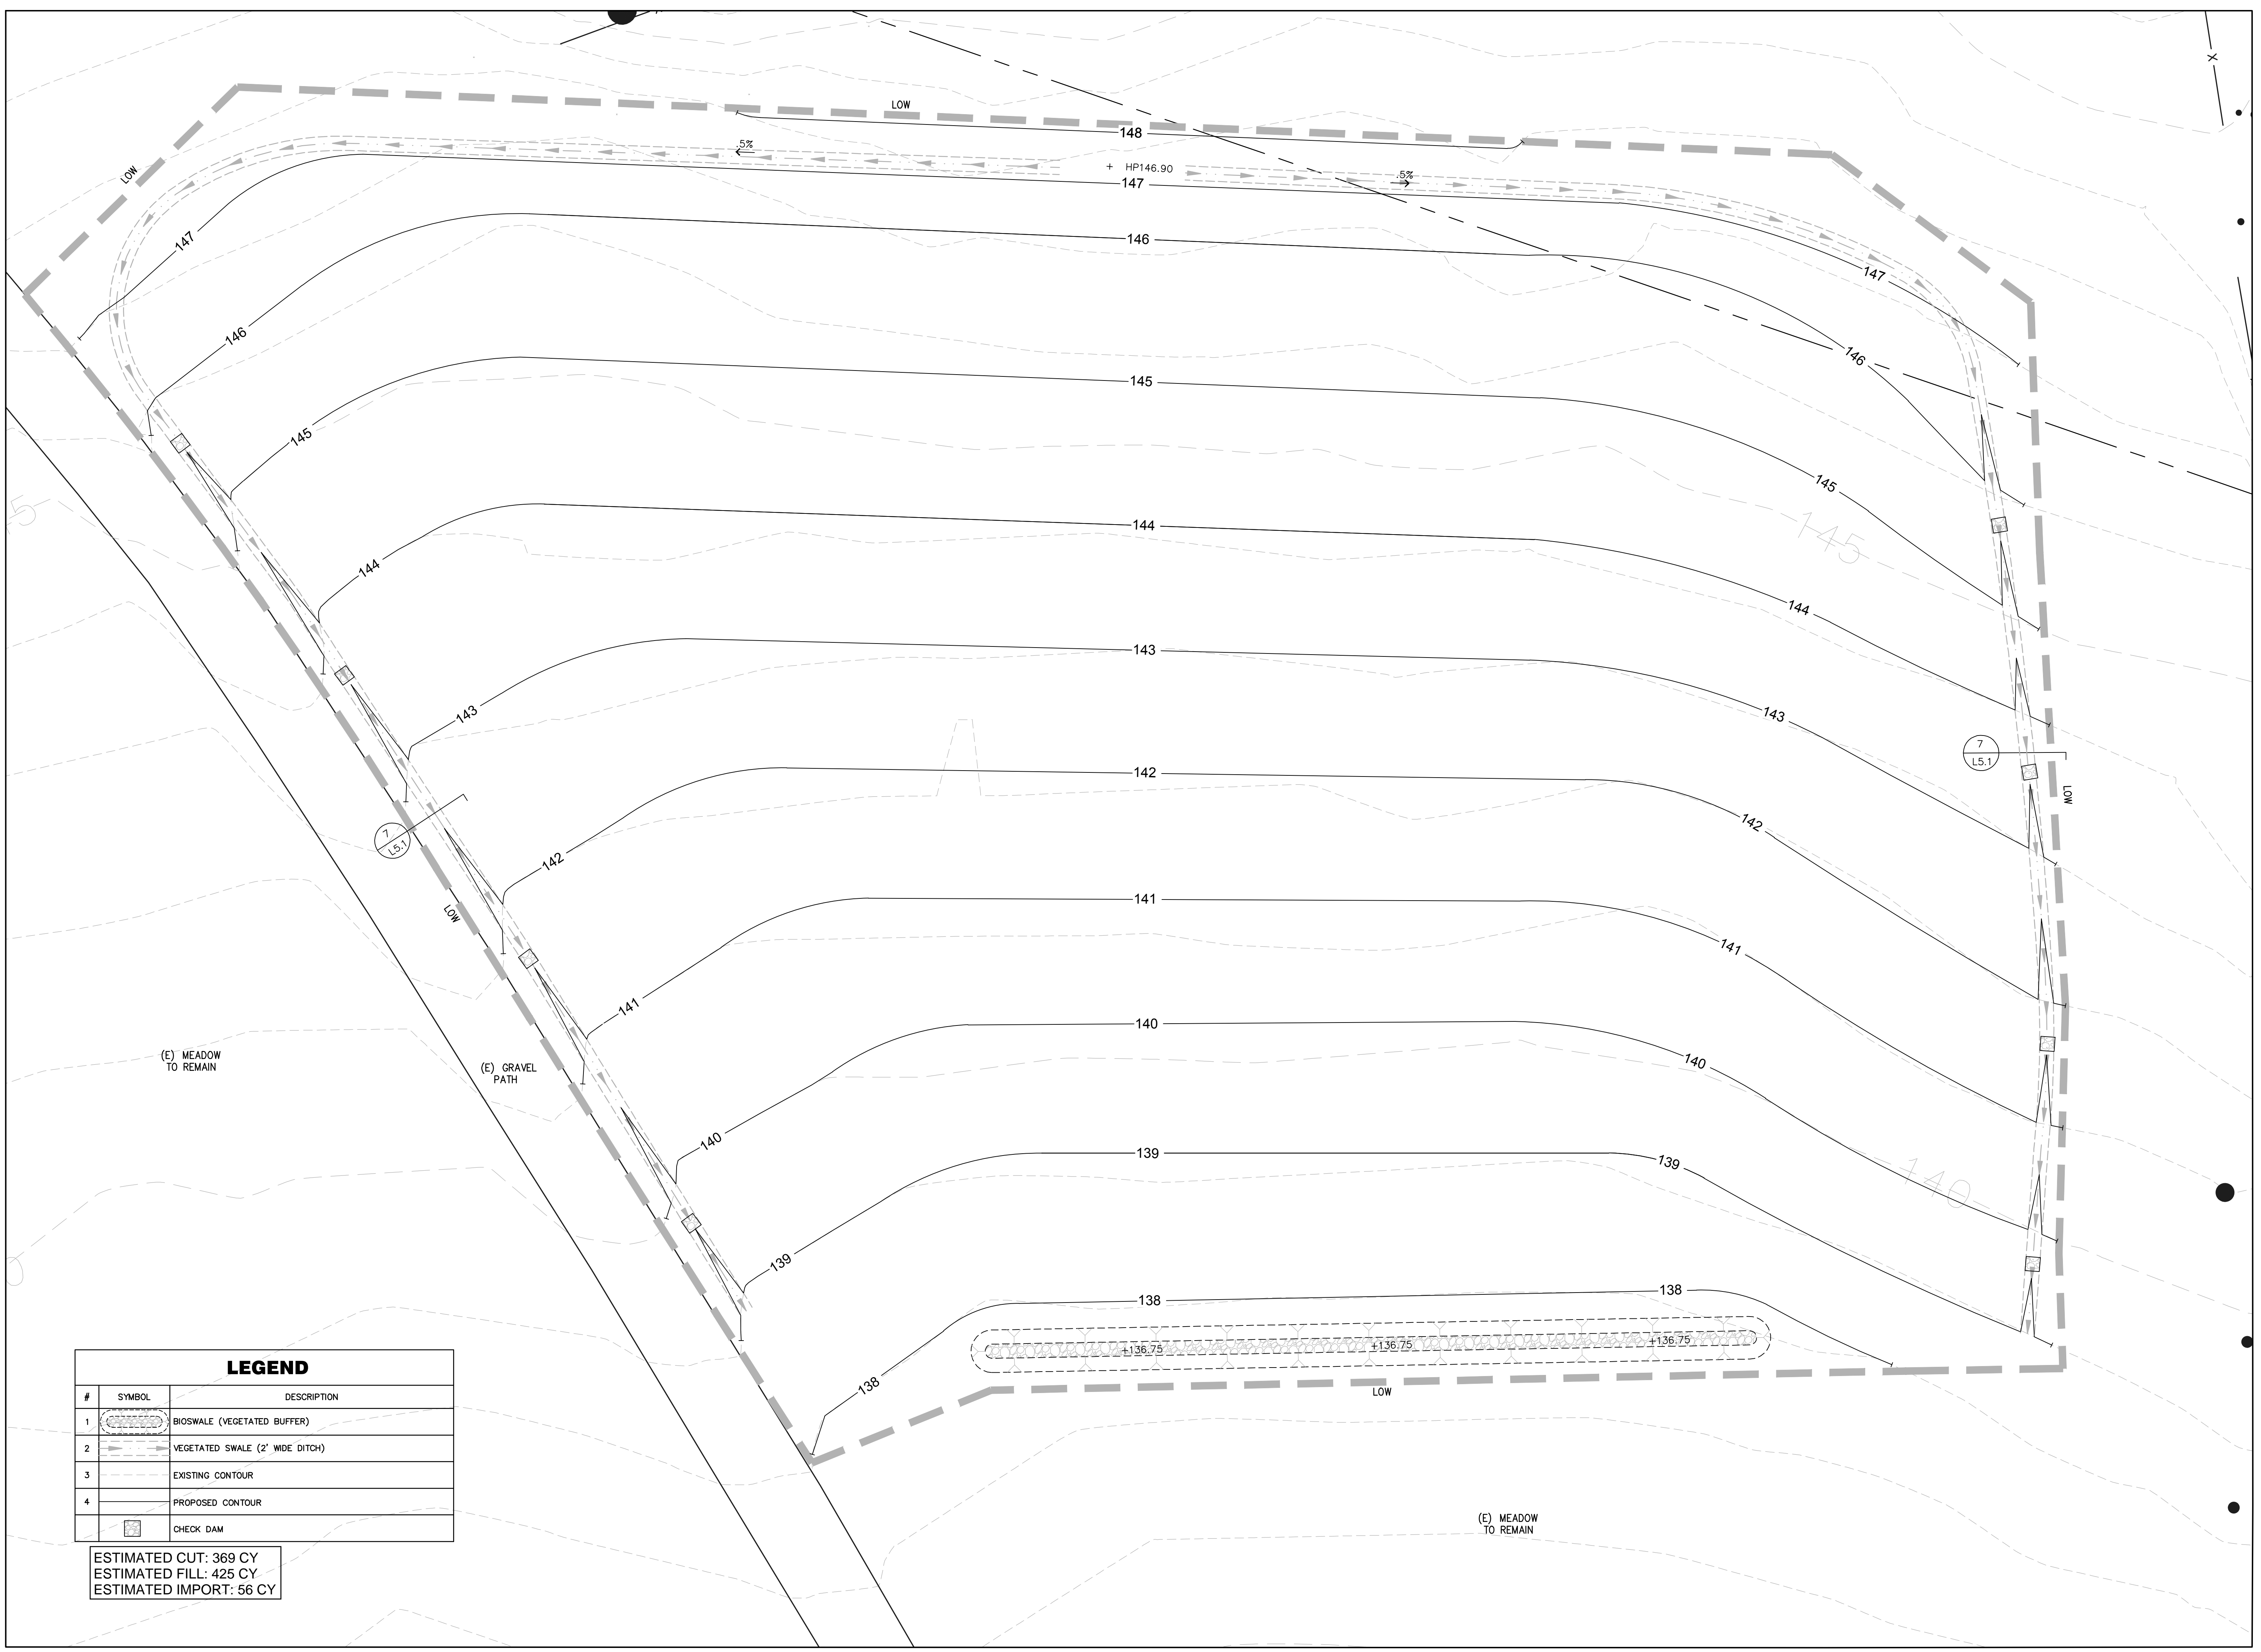 X
LOW
148
.5%
.5%
LOW
+ HP146.90
147
147
147
146
146
146
145
145
145
5
145
144
144
144
143
143
143
7
L5.1
LOW
142
142
142
7
L5.1
LOW
141
141
141
140
140
140
(E) MEADOW
TO REMAIN
(E) GRAVEL
PATH
139
139
139
140
0
138
138
138
+136.75
+136.75
+136.75
LOW
LEGEND
# SYMBOL DESCRIPTION
1 BIOSWALE (VEGETATED BUFFER)
2 VEGETATED SWALE (2' WIDE DITCH)
3 EXISTING CONTOUR
4 PROPOSED CONTOUR
CHECK DAM
ESTIMATED CUT: 369 CY
ESTIMATED FILL: 425 CY
ESTIMATED IMPORT: 56 CY
(E) MEADOW
TO REMAIN